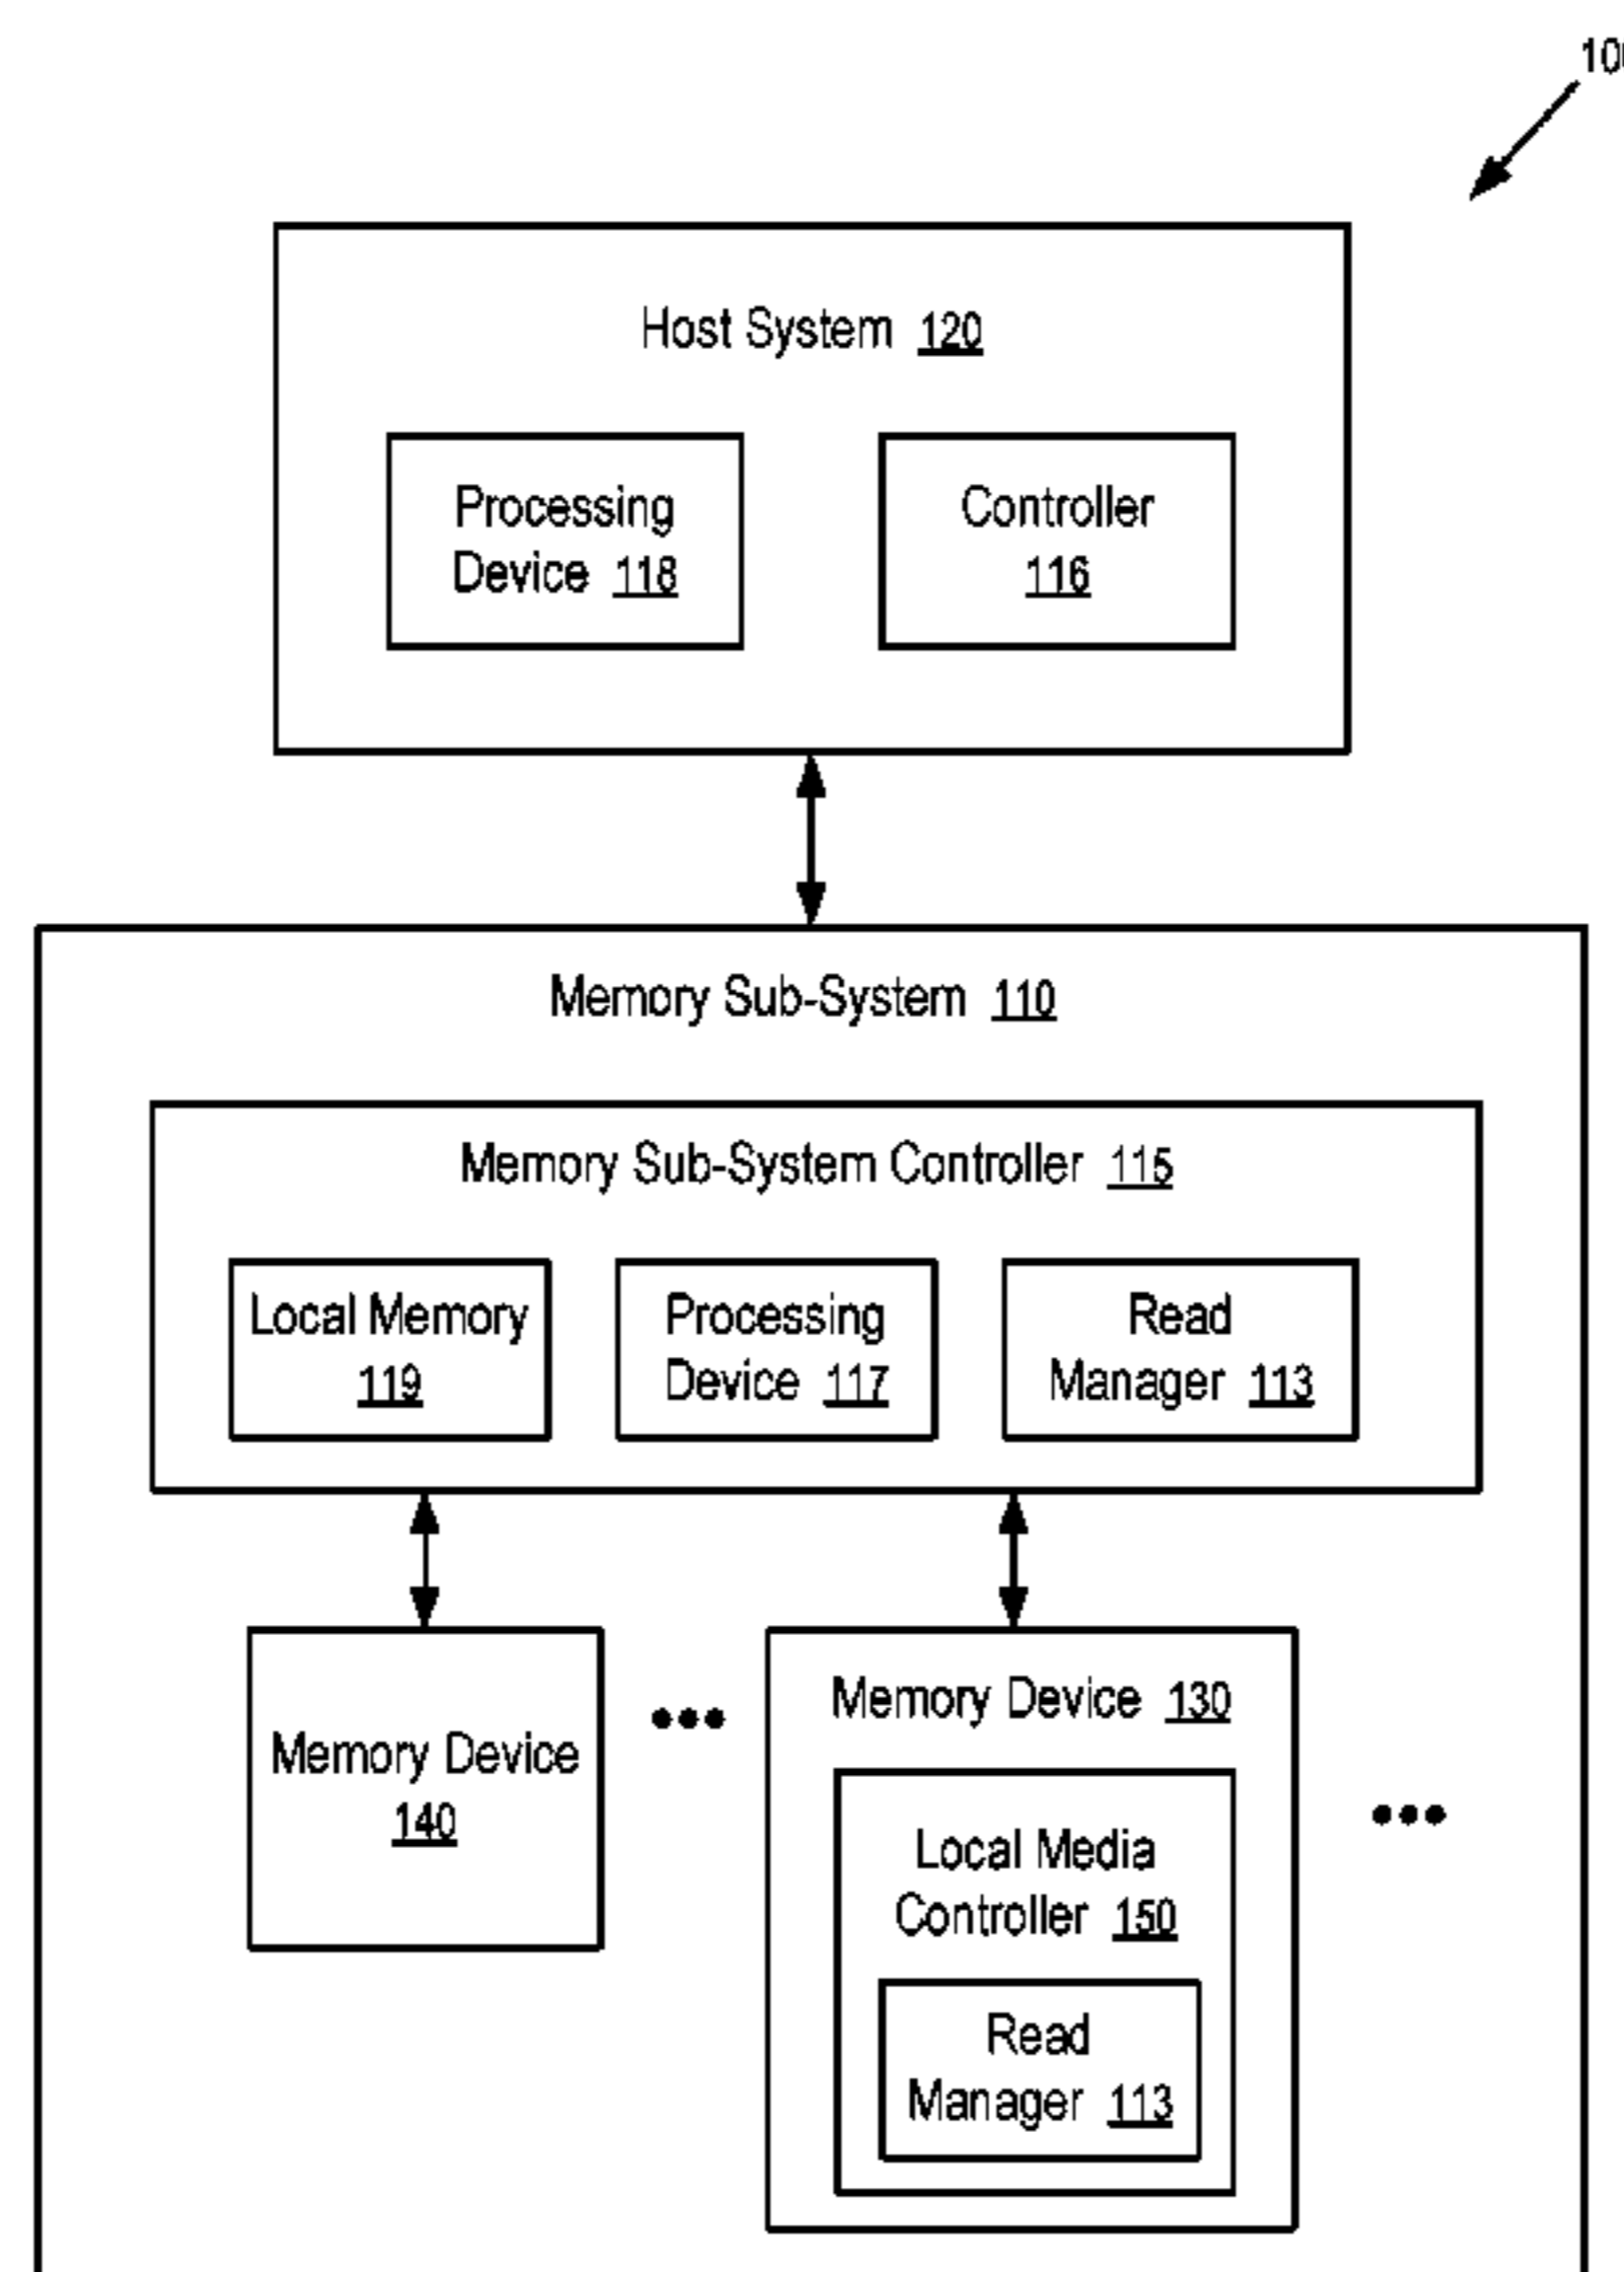 Host System 120
Processing
Device 118
Controller
116
Memory Sub-System 110
Memory Sub-System Controller 115
Local Memory
119
Processing
Device 117
Read
Manager 113
Memory Device
140
Memory Device 130
Local Media
Controller 150
Read
Manager 113